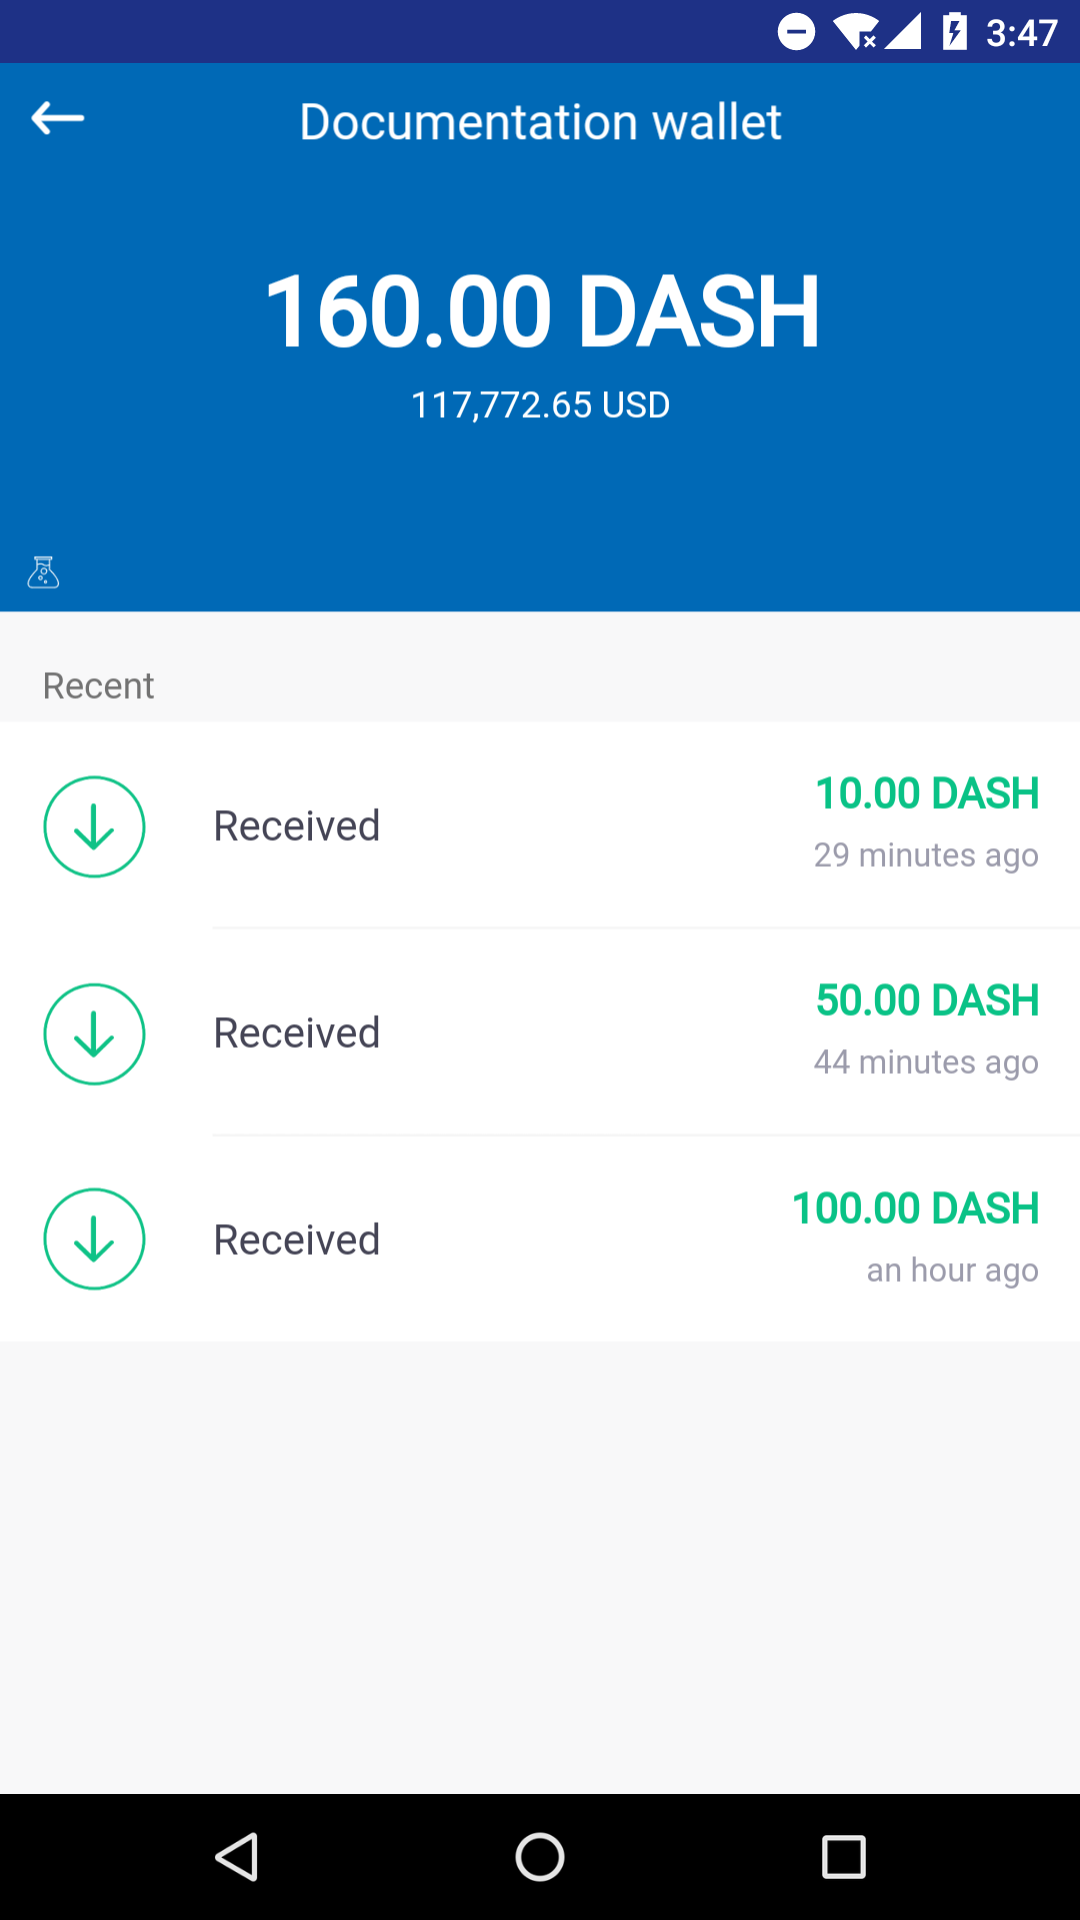 3:47
Documentation wallet
160.00 DASH
117,772.65 USD
Recent
Received
10.00 DASH
29 minutes ago
Received
50.00 DASH
44 minutes ago
Received
100.00 DASH
an hour ago